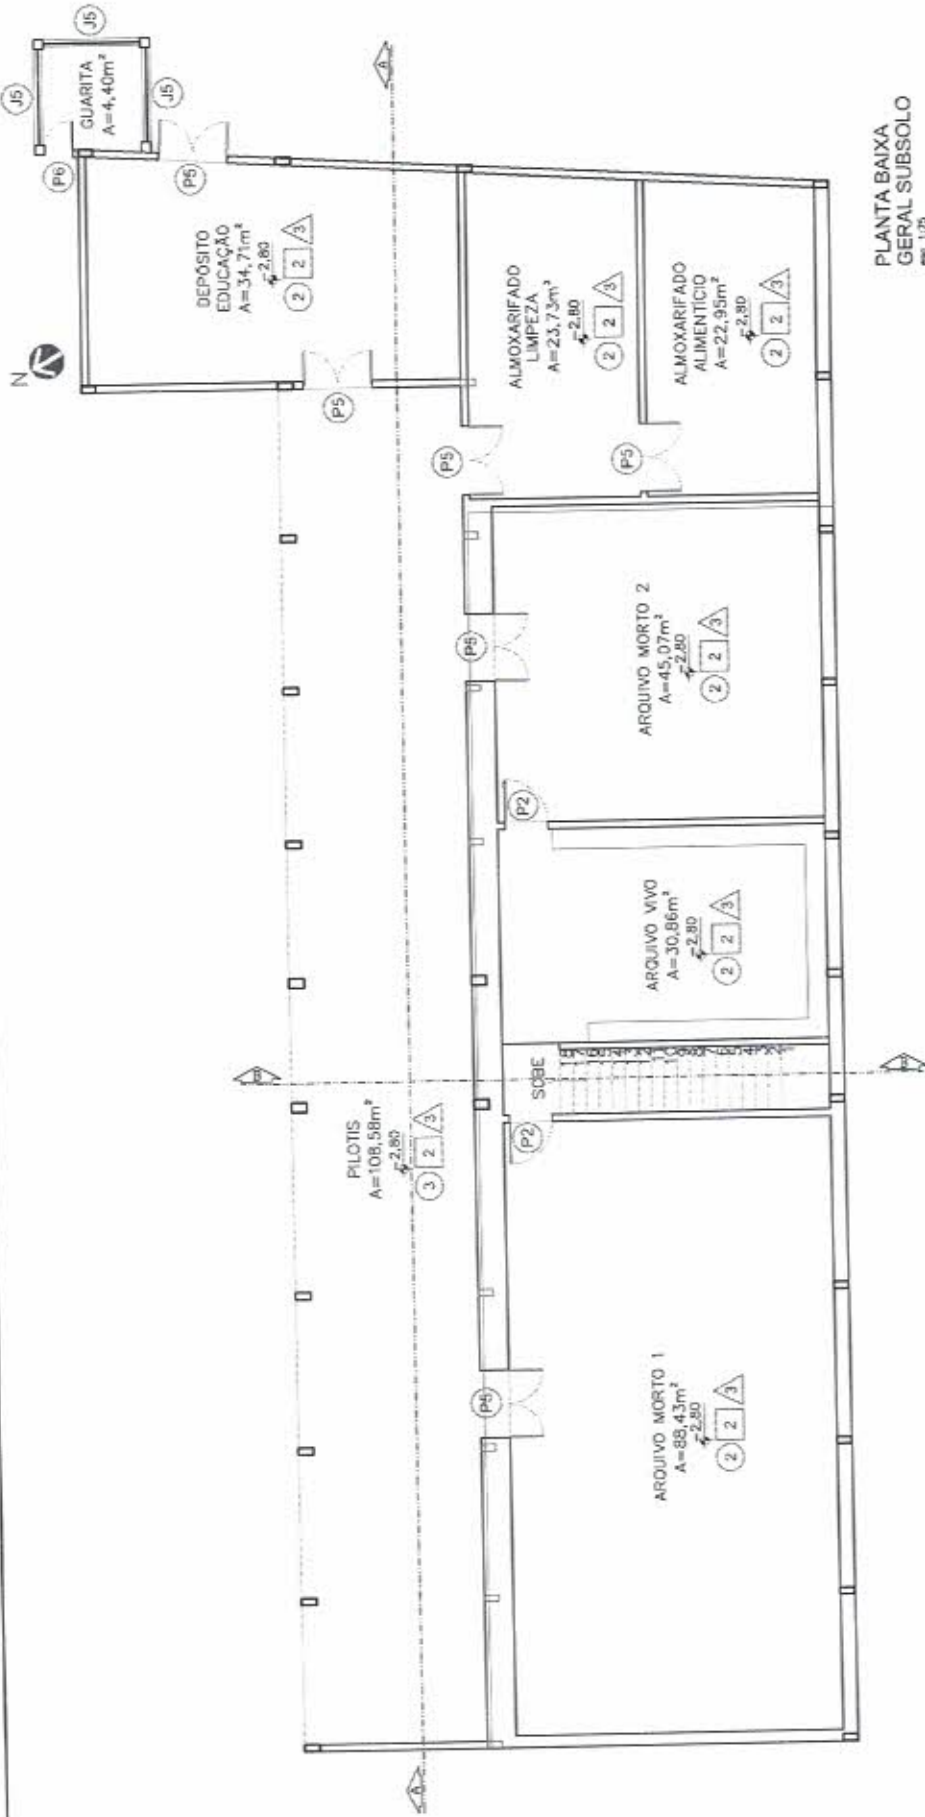 N
J5
J5
J5
GUARITA
A=4,40m²
P6
P5
DEPÓSITO
EDUCAÇÃO
A=34,71m²
-2,80
2 2 3
P5
ALMOXARIFADO
LIMPEZA
A=23,73m²
-2,80
2 2 3
P5
ALMOXARIFADO
ALIMENTÍCIO
A=22,95m²
-2,80
2 2 3
P5
ARQUIVO MORTO 2
A=45,07m²
-2,80
2 2 3
P5
P2
ARQUIVO VIVO
A=30,86m²
-2,80
2 2 3
SOBE
P2
PILOTIS
A=108,58m²
-2,80
3 2 3
ARQUIVO MORTO 1
A=88,43m²
-2,80
2 2 3
P5
A
A
B
B
PLANTA BAIXA
GERAL SUBSOLO
ESC. 1/75